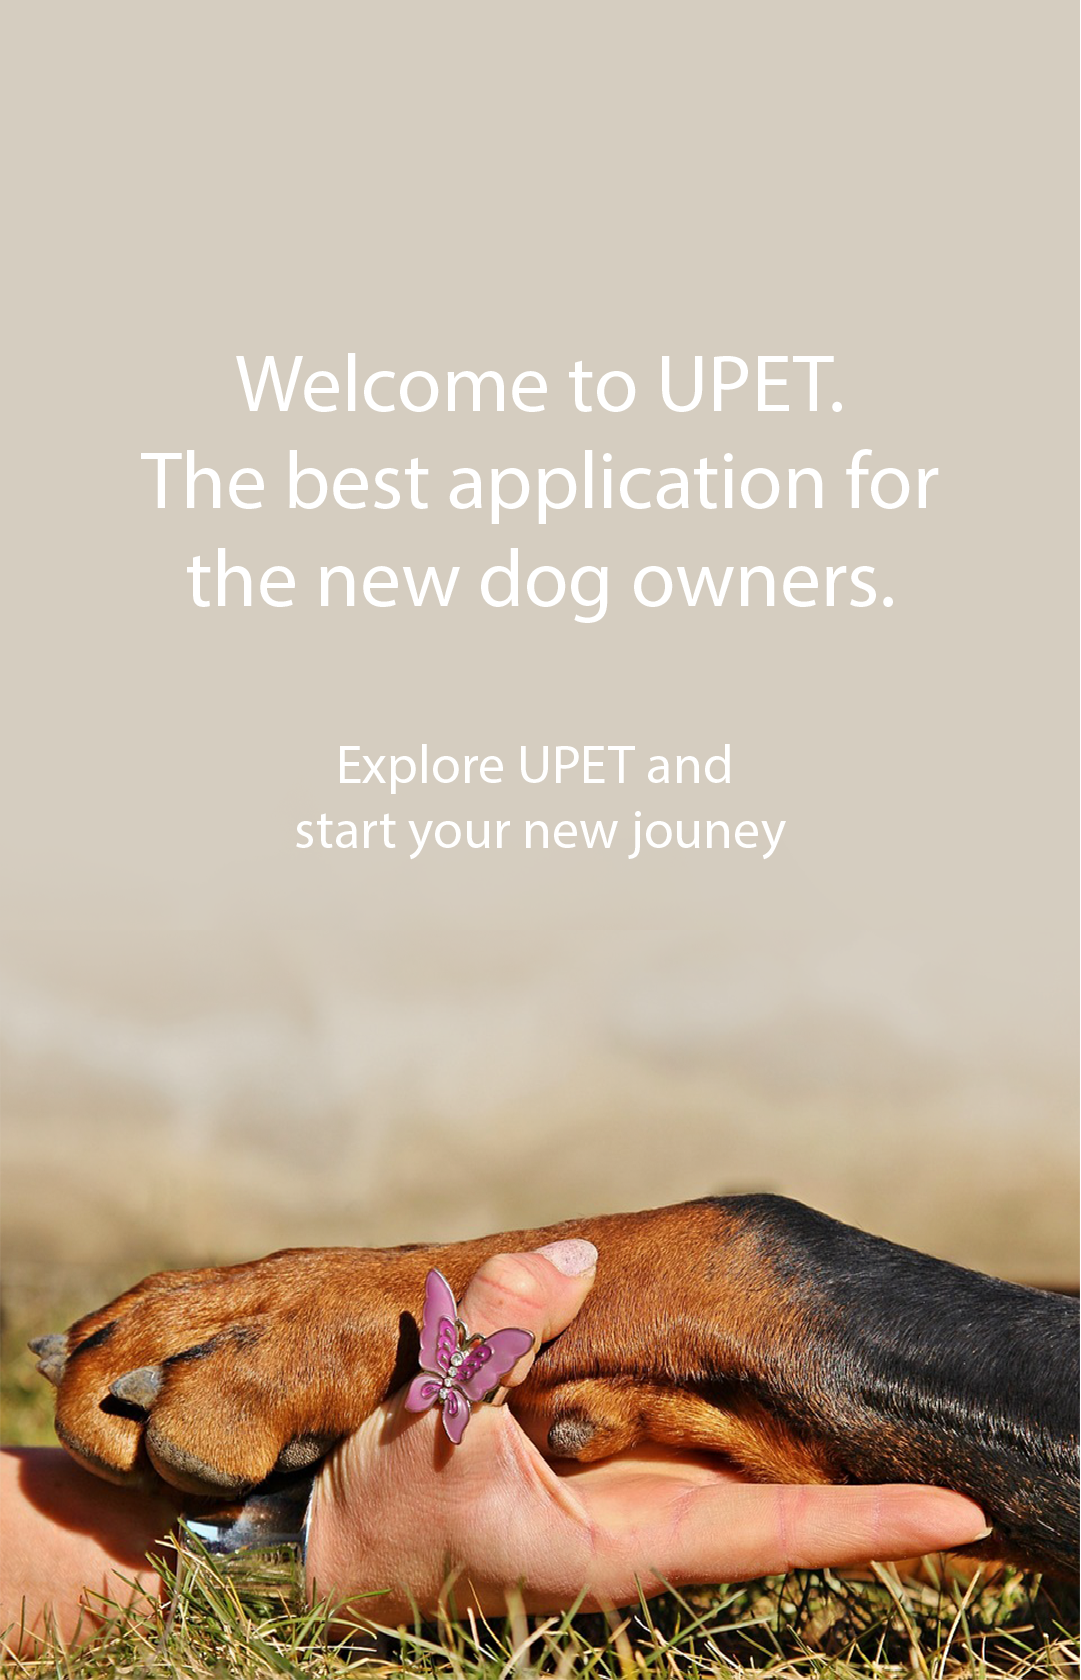 Welcome to UPET.
The best application for
the new dog owners.
Explore UPET and
start your new jouney